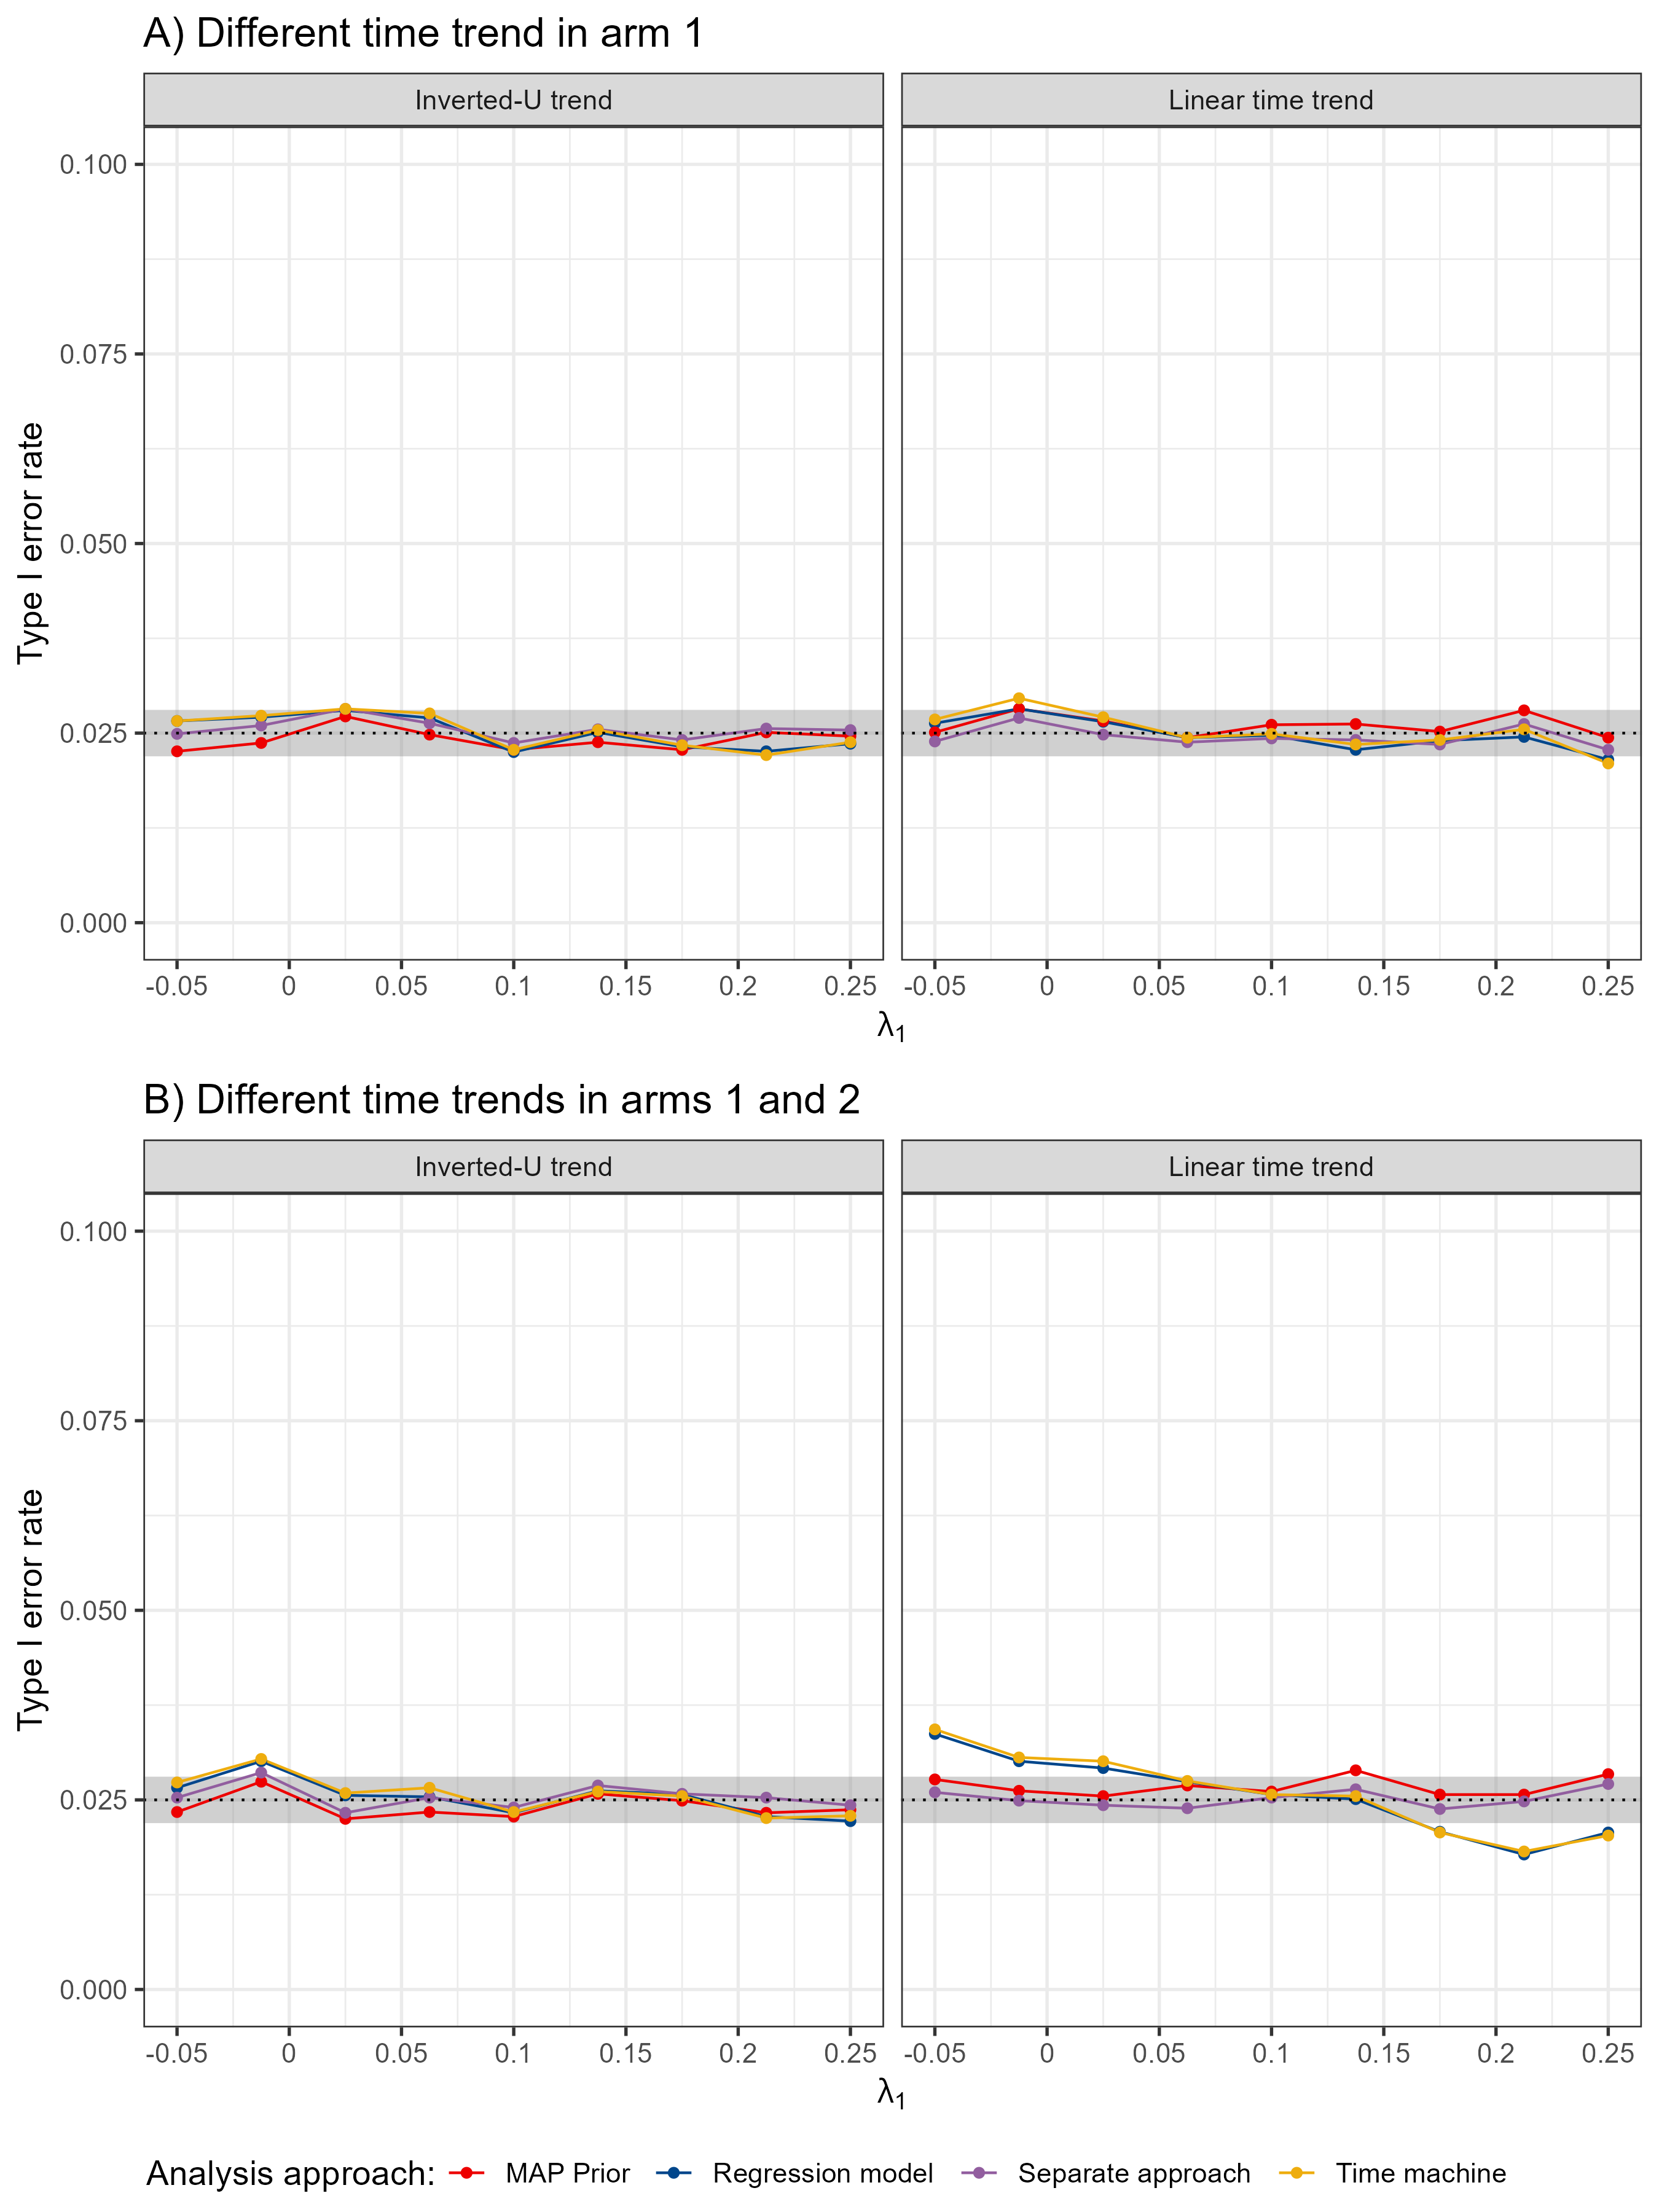 A) Different time trend in arm 1
Inverted-U trend
Linear time trend
Type I error rate
0.100
0.075
0.050
0.025
0.000
-0.05 0 0.05 0.1 0.15 0.2 0.25
-0.05 0 0.05 0.1 0.15 0.2 0.25
λ1
B) Different time trends in arms 1 and 2
Inverted-U trend
Linear time trend
Type I error rate
0.100
0.075
0.050
0.025
0.000
-0.05 0 0.05 0.1 0.15 0.2 0.25
-0.05 0 0.05 0.1 0.15 0.2 0.25
λ1
Analysis approach: MAP Prior Regression model Separate approach Time machine